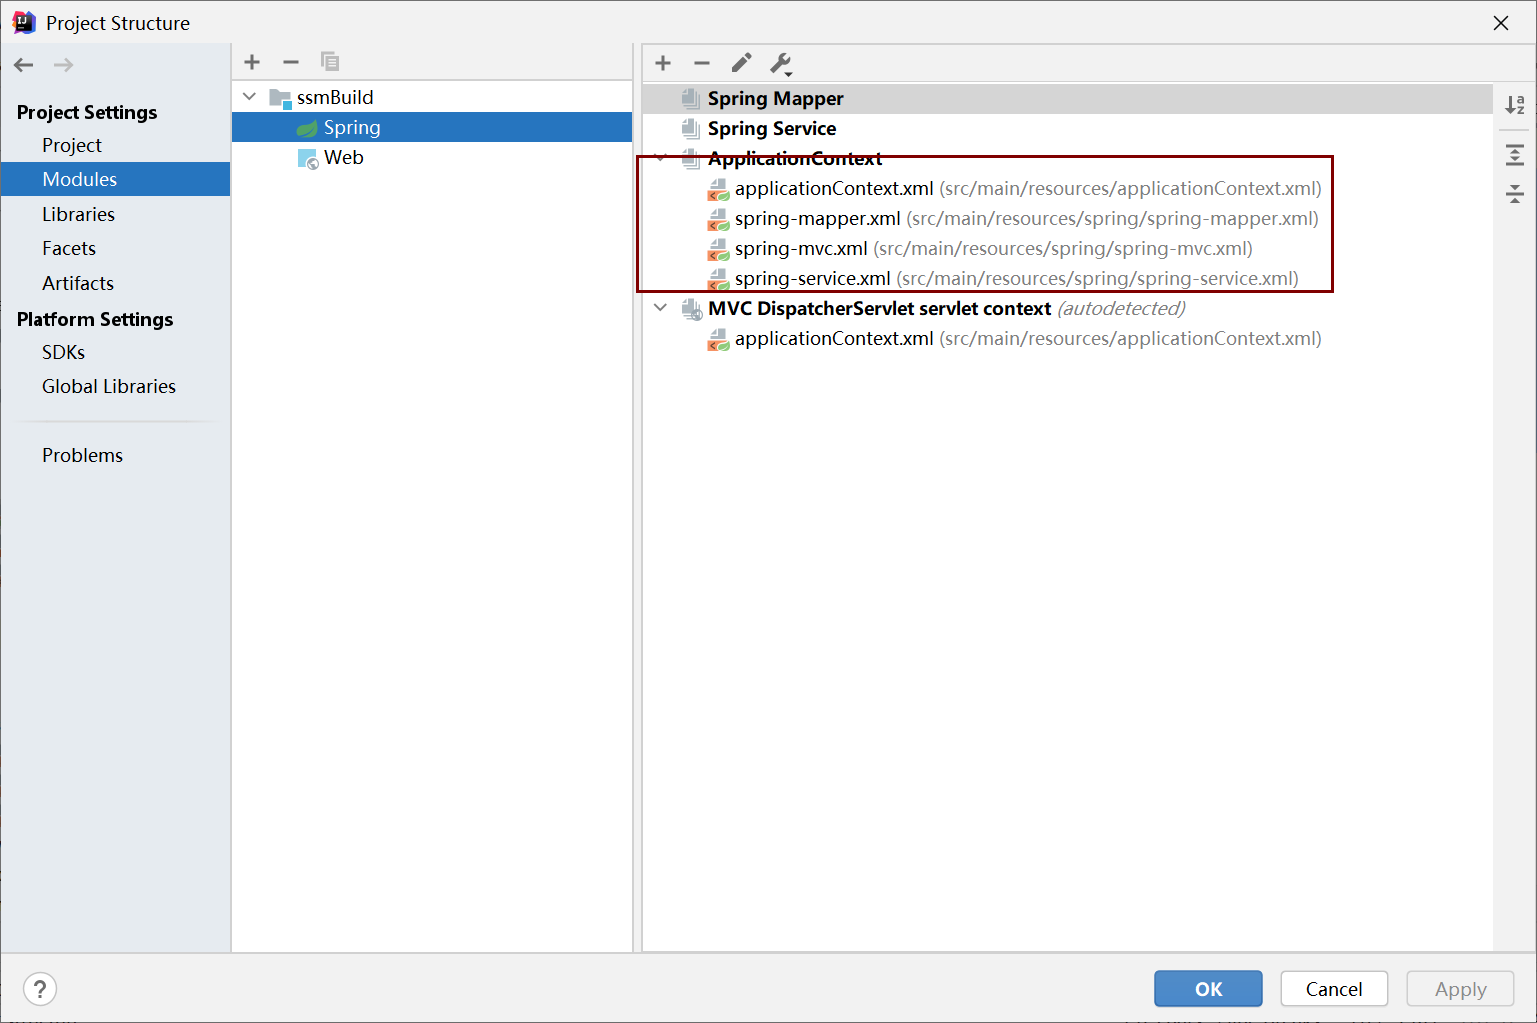 Project Structure
Project Settings
Project
Modules
Libraries
Facets
Artifacts
Platform Settings
SDKs
Global Libraries
Problems
ssmBuild
Spring
Web
Spring Mapper
Spring Service
ApplicationContext
applicationContext.xml (src/main/resources/applicationContext.xml)
spring-mapper.xml (src/main/resources/spring/spring-mapper.xml)
spring-mvc.xml (src/main/resources/spring/spring-mvc.xml)
spring-service.xml (src/main/resources/spring/spring-service.xml)
MVC DispatcherServlet servlet context (autodetected)
applicationContext.xml (src/main/resources/applicationContext.xml)
?
OK
Cancel
Apply